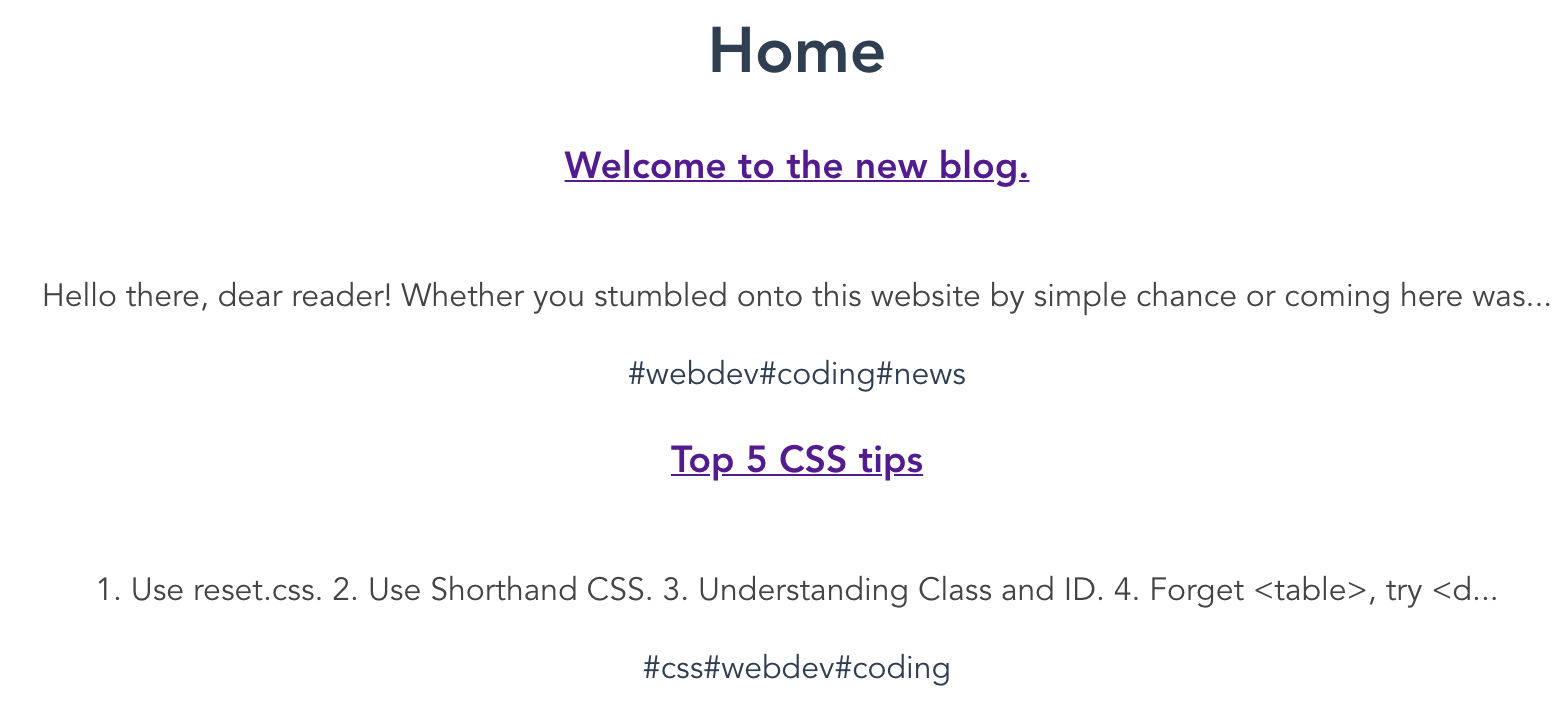 Home
Welcome to the new blog.
Hello there, dear reader! Whether you stumbled onto this website by simple chance or coming here was...
#webdev#coding#news
Top 5 CSS tips
1. Use reset.css. 2. Use Shorthand CSS. 3. Understanding Class and ID. 4. Forget <table>, try <d...
#css#webdev#coding